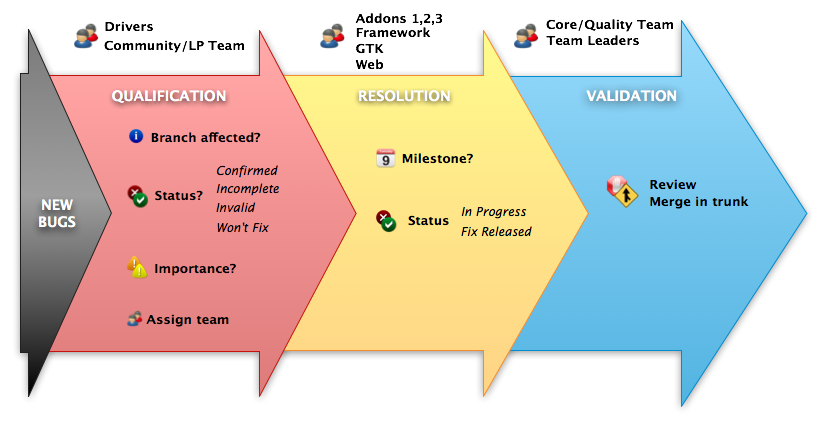 Drivers
Community/LP Team
Addons 1,2,3
Framework
GTK
Web
Core/Quality Team
Team Leaders
NEW
BUGS
QUALIFICATION
Branch affected?
Status?
Confirmed
Incomplete
Invalid
Won't Fix
Importance?
Assign team
RESOLUTION
9
Milestone?
Status
In Progress
Fix Released
VALIDATION
Review
Merge in trunk